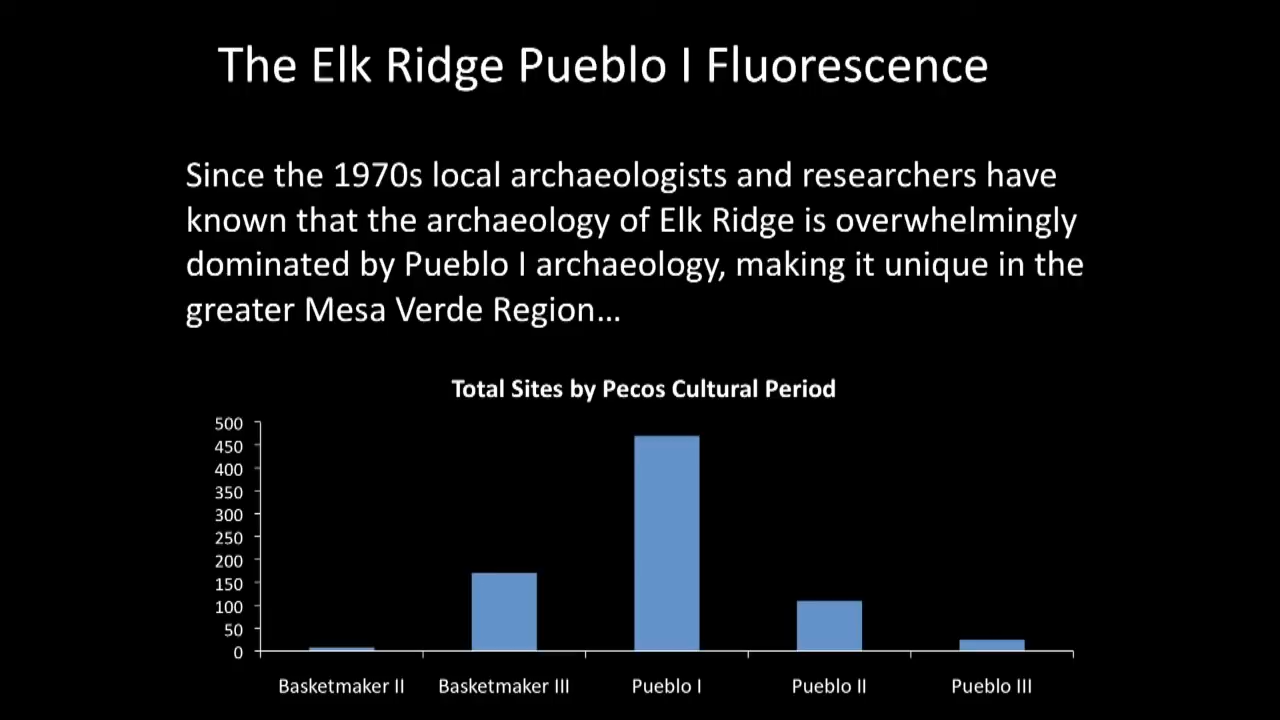 The Elk Ridge Pueblo I Fluorescence
Since the 1970s local archaeologists and researchers have
known that the archaeology of Elk Ridge is overwhelmingly
dominated by Pueblo I archaeology, making it unique in the
greater Mesa Verde Region...
Total Sites by Pecos Cultural Period
500
450
400
350
300
250
200
150
100
50
0
Basketmaker II Basketmaker III Pueblo I Pueblo II Pueblo III